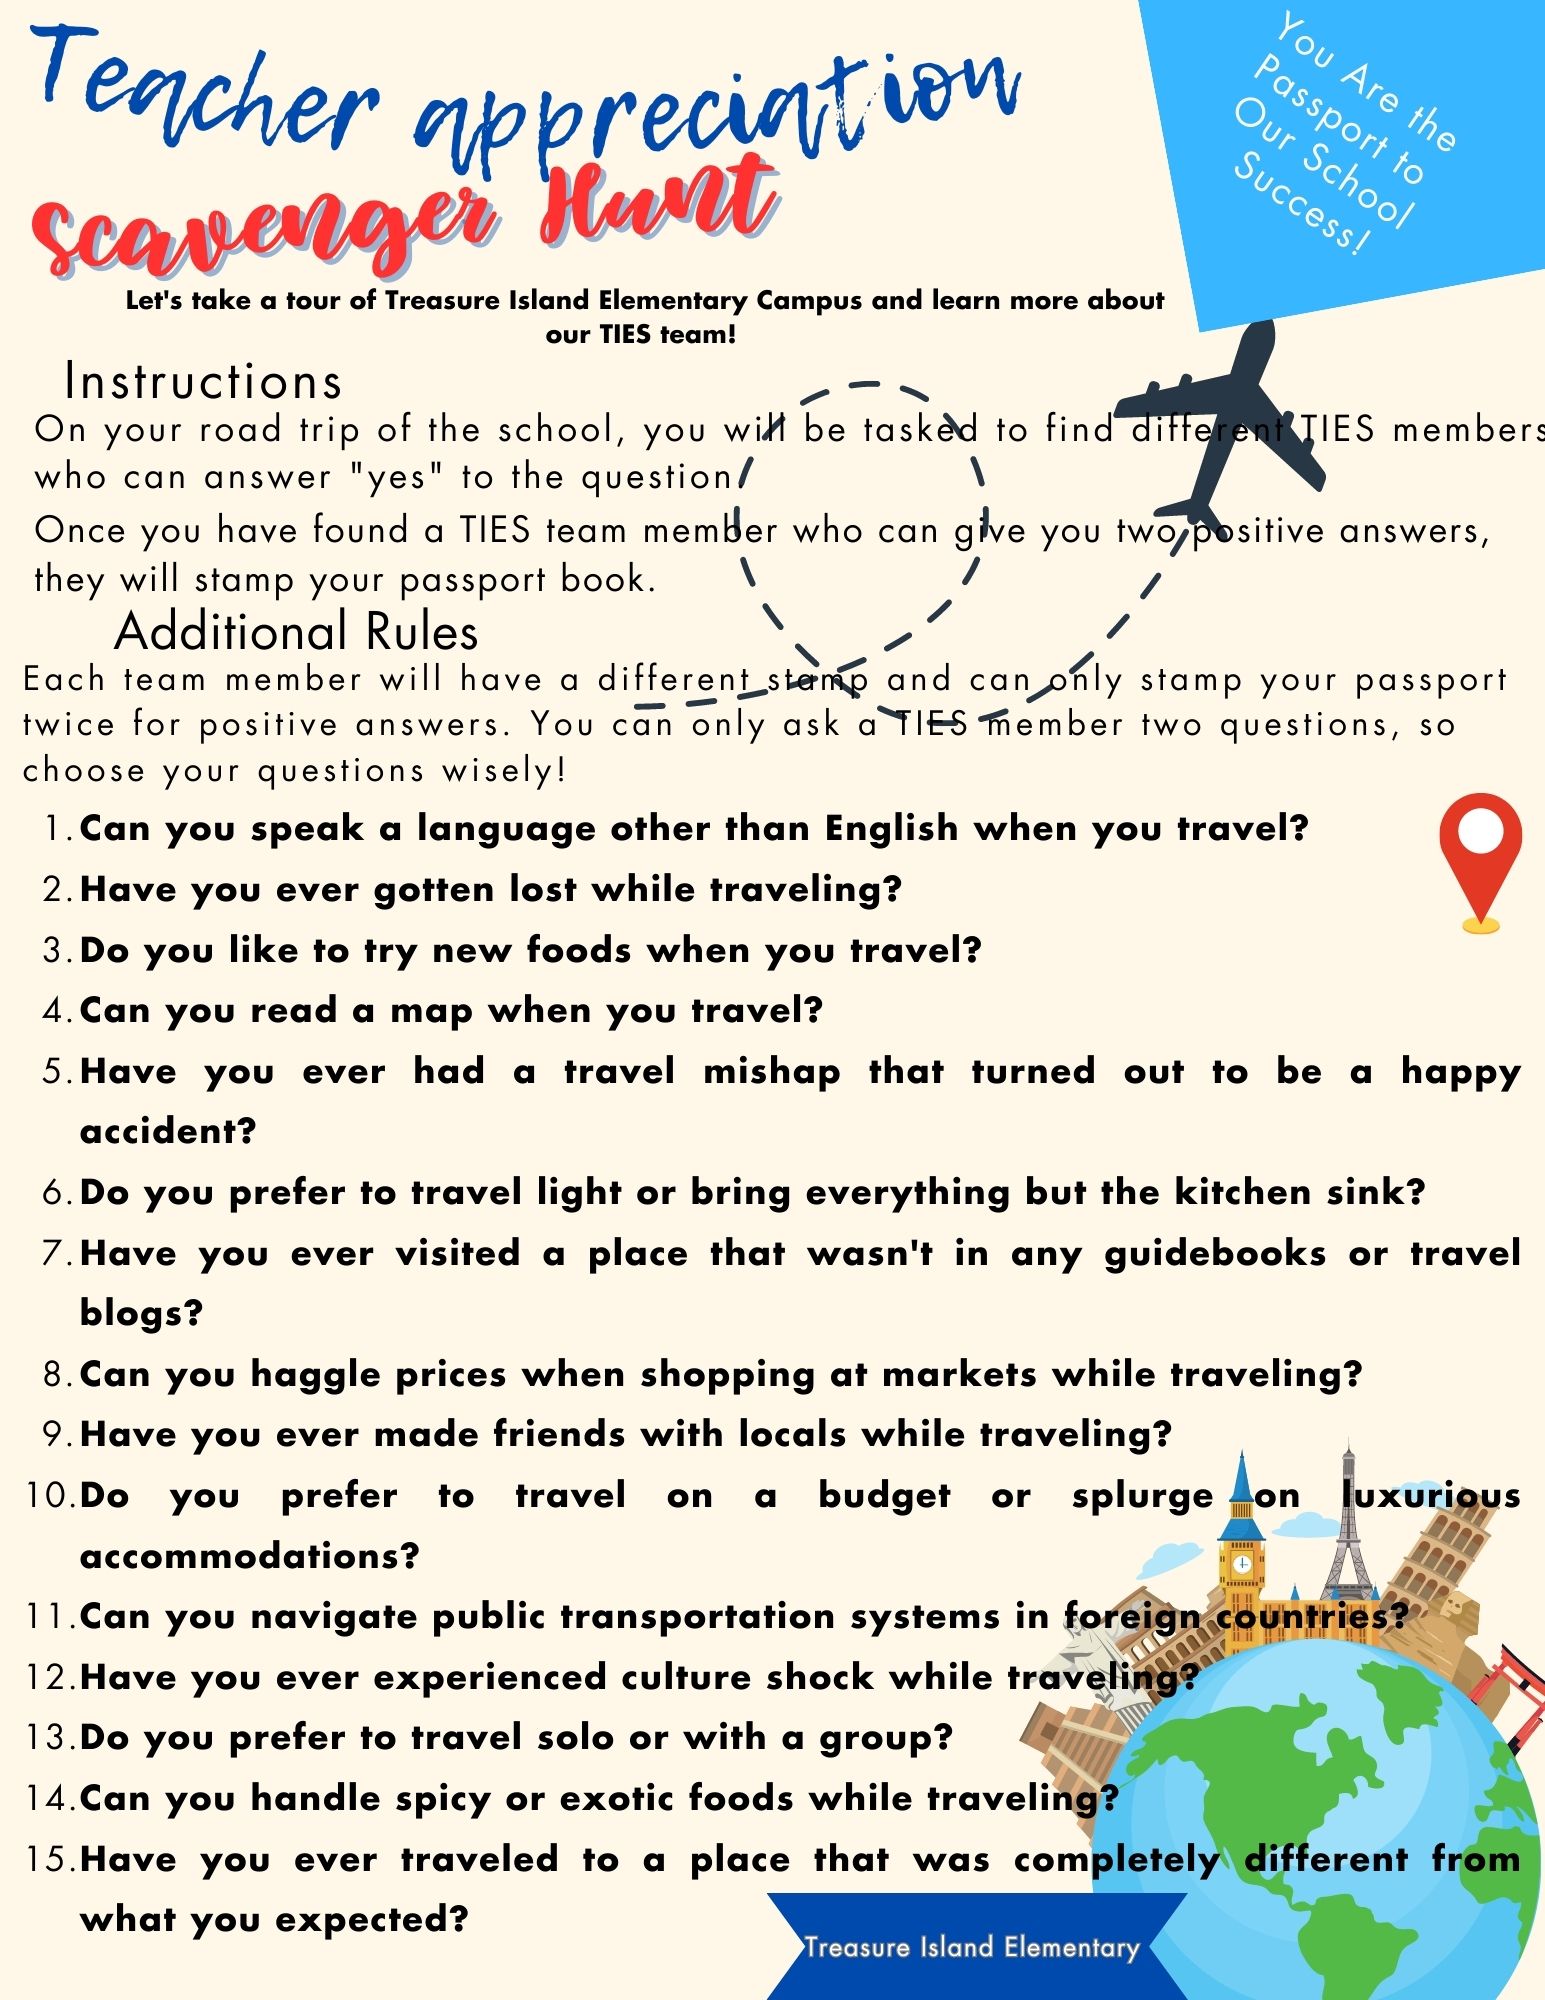 Teacher appreciation
Scavenger Hunt
You Are the
Passport to
Our School
Success!
Let's take a tour of Treasure Island Elementary Campus and learn more about
our TIES team!
Instructions
On your road trip of the school, you will be tasked to find different TIES members
who can answer "yes" to the question
Once you have found a TIES team member who can give you two positive answers,
they will stamp your passport book.
Additional Rules
Each team member will have a different stamp and can only stamp your passport
twice for positive answers. You can only ask a TIES member two questions, so
choose your questions wisely!
1. Can you speak a language other than English when you travel?
2. Have you ever gotten lost while traveling?
3. Do you like to try new foods when you travel?
4. Can you read a map when you travel?
5. Have you ever had a travel mishap that turned out to be a happy
accident?
6. Do you prefer to travel light or bring everything but the kitchen sink?
7. Have you ever visited a place that wasn't in any guidebooks or travel
blogs?
8. Can you haggle prices when shopping at markets while traveling?
9. Have you ever made friends with locals while traveling?
10. Do you prefer to travel on a budget or splurge on luxurious
accommodations?
11. Can you navigate public transportation systems in foreign countries?
12. Have you ever experienced culture shock while traveling?
13. Do you prefer to travel solo or with a group?
14. Can you handle spicy or exotic foods while traveling?
15. Have you ever traveled to a place that was completely different from
what you expected?
Treasure Island Elementary